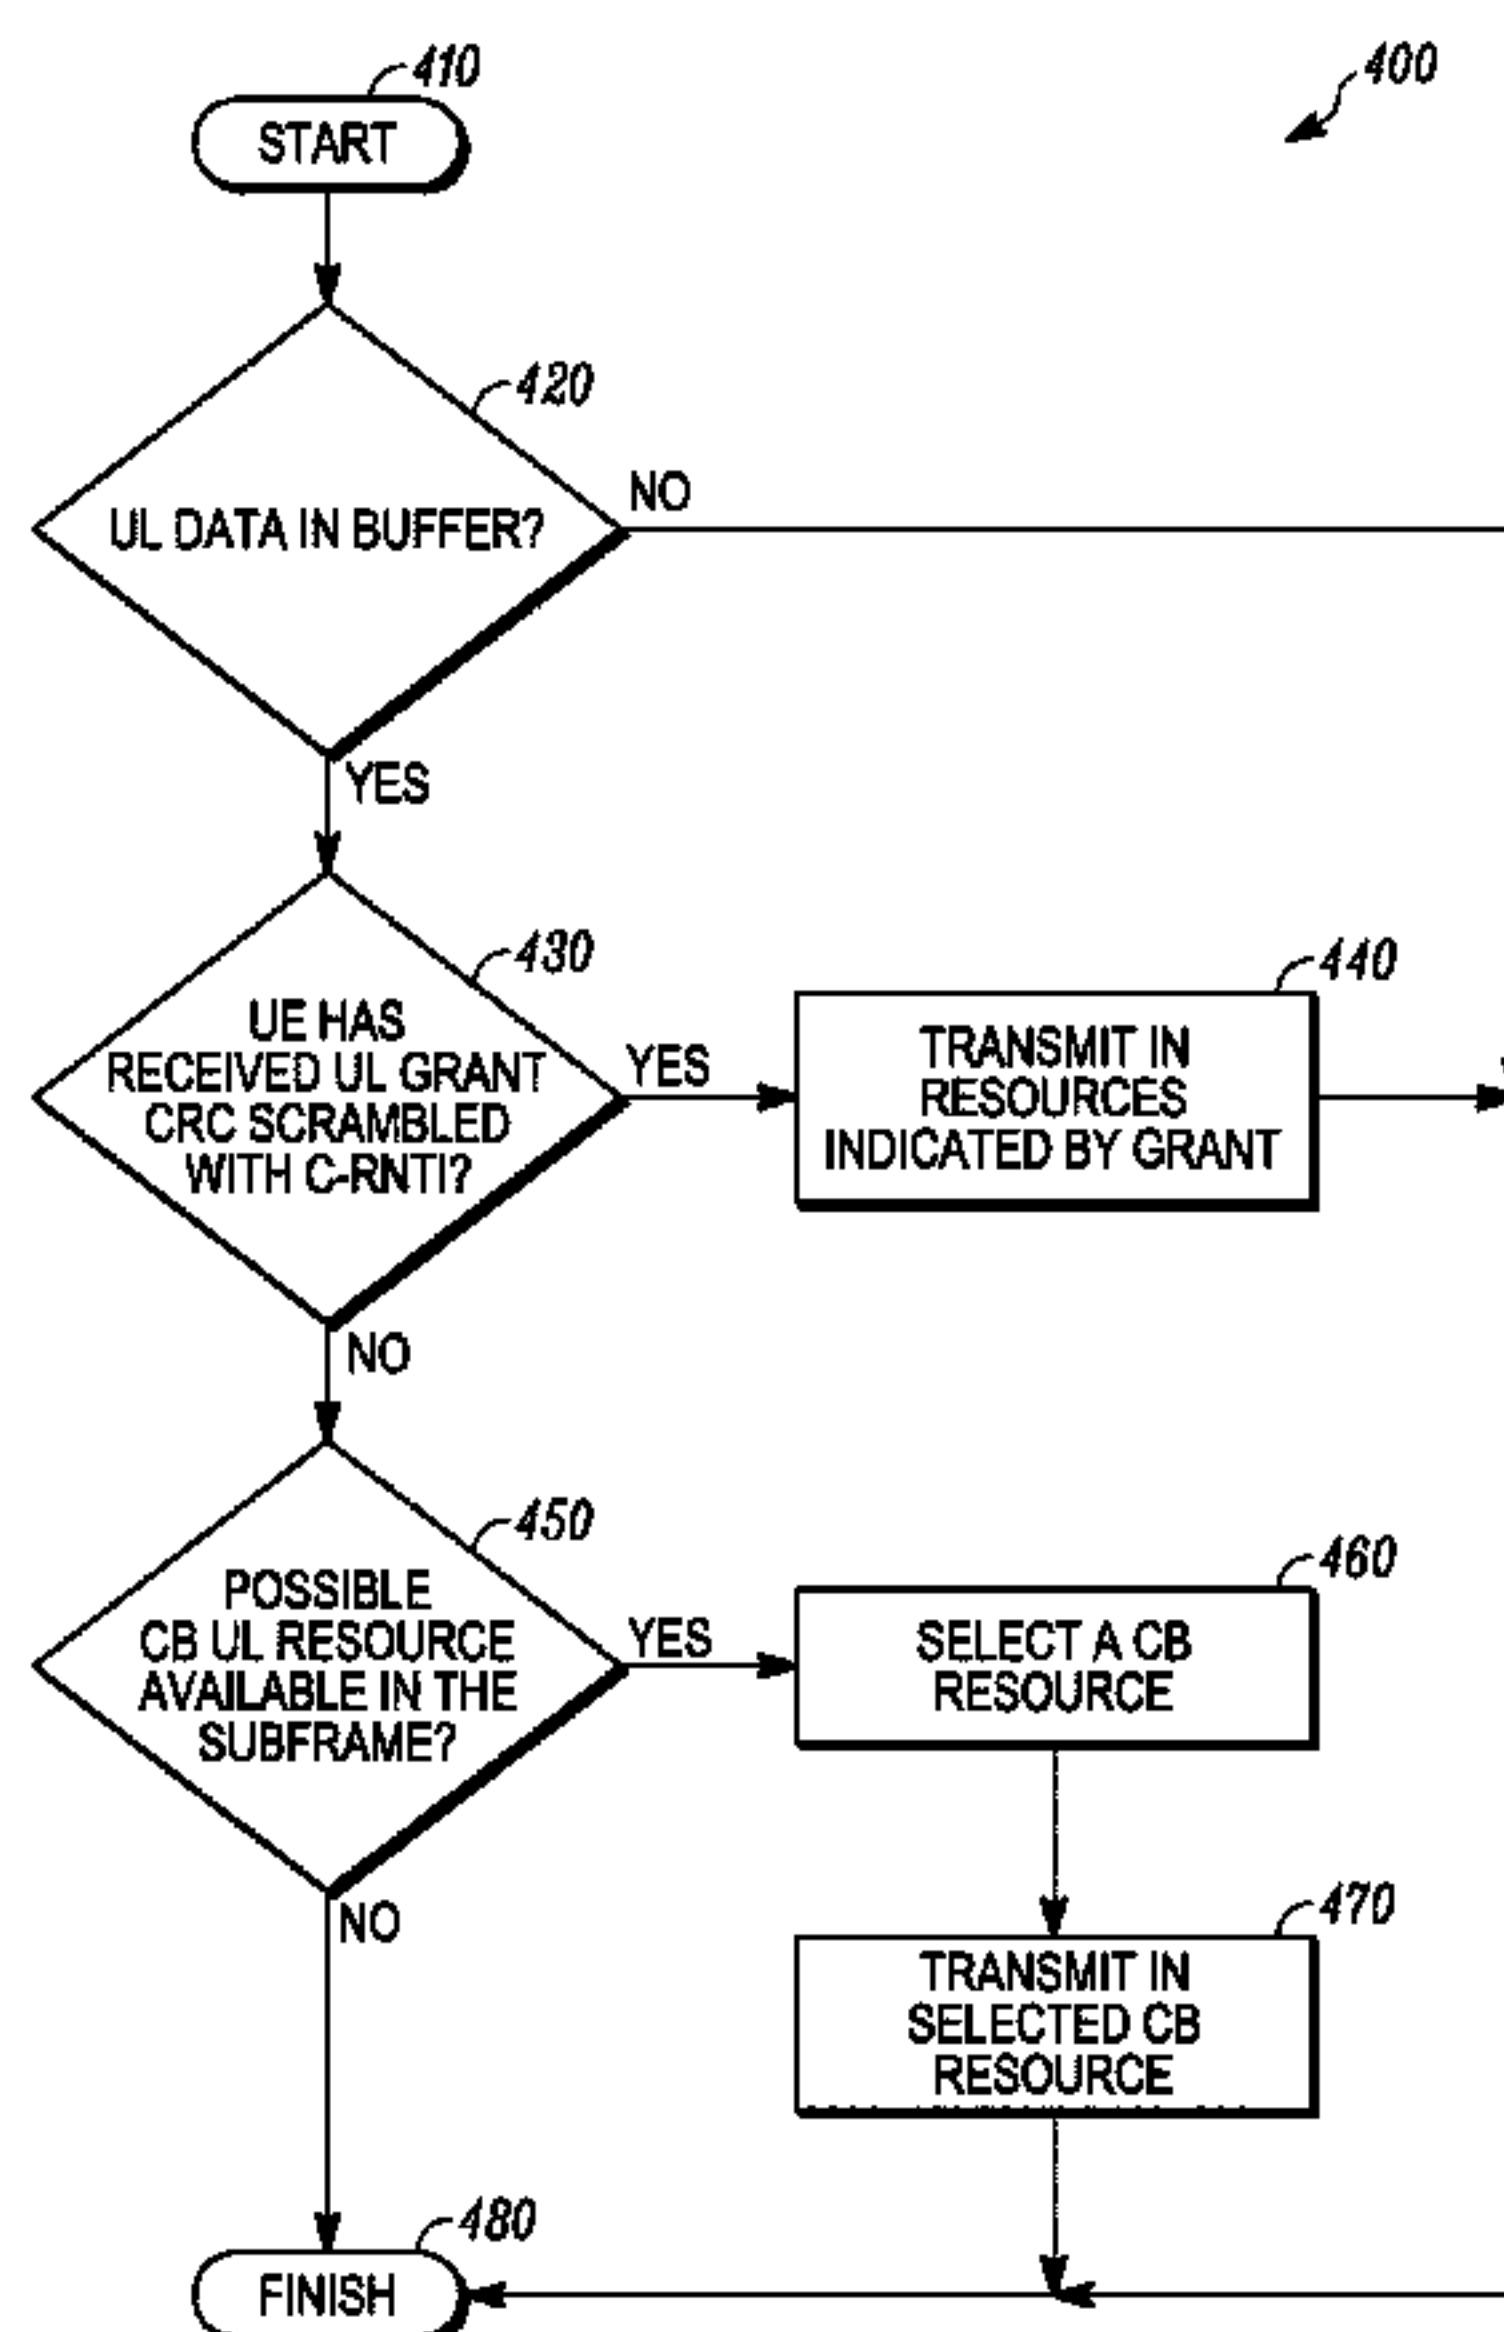 410
400
START
420
UL DATA IN BUFFER?
NO
YES
430
UE HAS
RECEIVED UL GRANT
CRC SCRAMBLED
WITH C-RNTI?
YES
440
TRANSMIT IN
RESOURCES
INDICATED BY GRANT
NO
450
POSSIBLE
CB UL RESOURCE
AVAILABLE IN THE
SUBFRAME?
YES
460
SELECT A CB
RESOURCE
NO
470
TRANSMIT IN
SELECTED CB
RESOURCE
480
FINISH